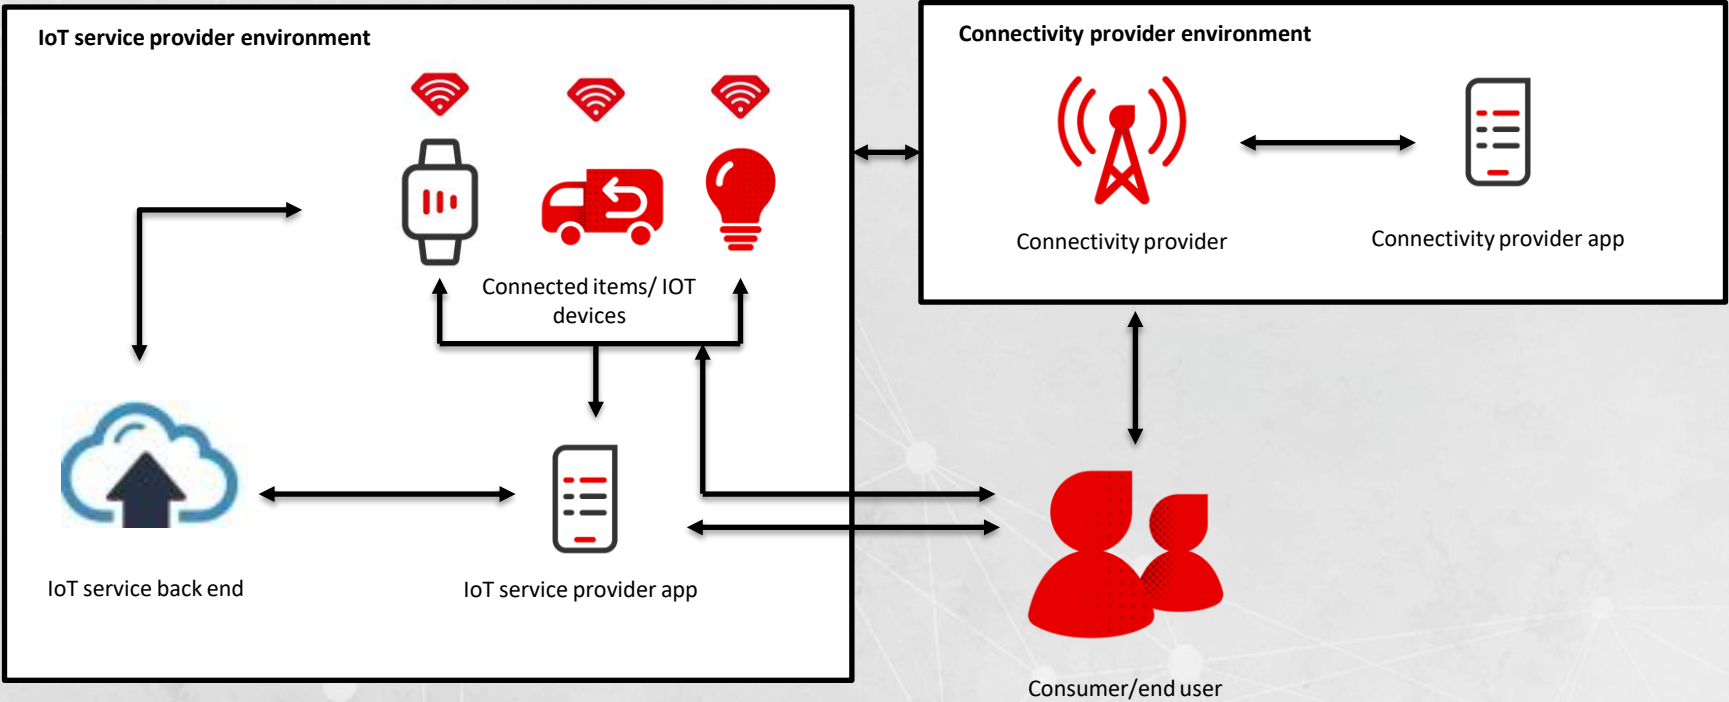 IoT service provider environment
Connectivity provider environment
Connectivity provider
Connectivity provider app
Connected items/ IOT
devices
IoT service back end
IoT service provider app
Consumer/end user